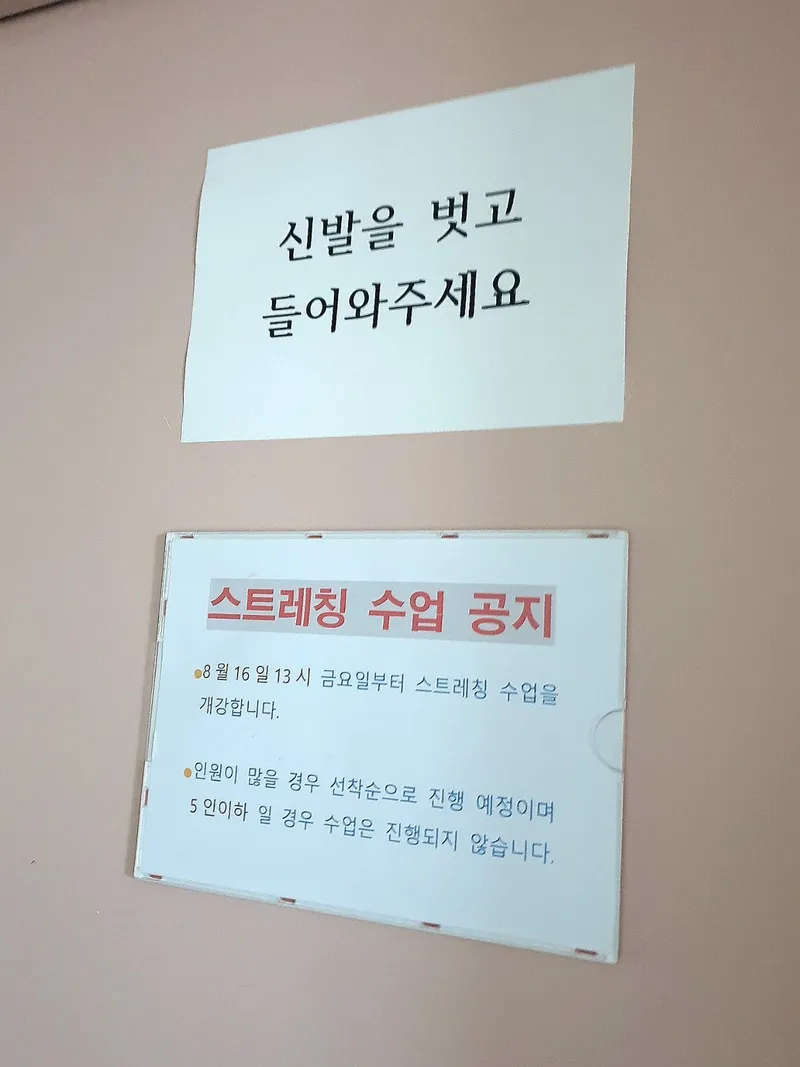 신발을 벗고
들어와주세요
스트레칭 수업 공지
●8월 16일 13시 금요일부터 스트레칭 수업을
개강합니다.
●인원이 많을 경우 선착순으로 진행 예정이며
5인이하 일 경우 수업은 진행되지 않습니다.